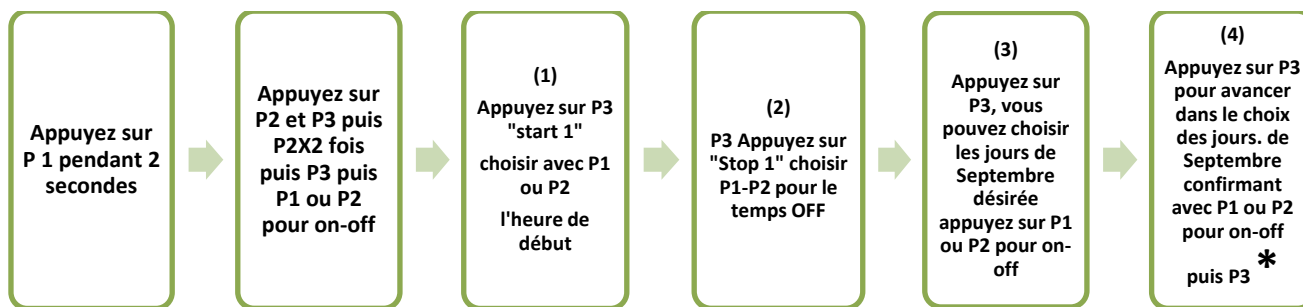 Appuyez sur
P 1 pendant 2
secondes
Appuyez sur
P2 et P3 puis
P2X2 fois
puis P3 puis
P1 ou P2
pour on-off
(1)
Appuyez sur P3
"start 1"
choisir avec P1
ou P2
l'heure de
début
(2)
P3 Appuyez sur
"Stop 1" choisir
P1-P2 pour le
temps OFF
(3)
Appuyez sur
P3, vous
pouvez choisir
les jours de
Septembre
désirée
appuyez sur P1
ou P2 pour on-
off
(4)
Appuyez sur P3
pour avancer
dans le choix
des jours. de
Septembre
confirmant
avec P1 ou P2
pour on-off
puis P3 *